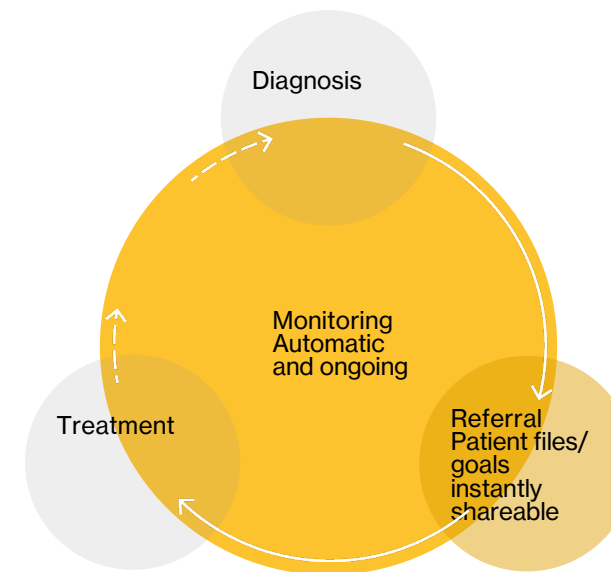 Diagnosis
Monitoring
Automatic
and ongoing
Treatment
Referral
Patient files/
goals
instantly
shareable